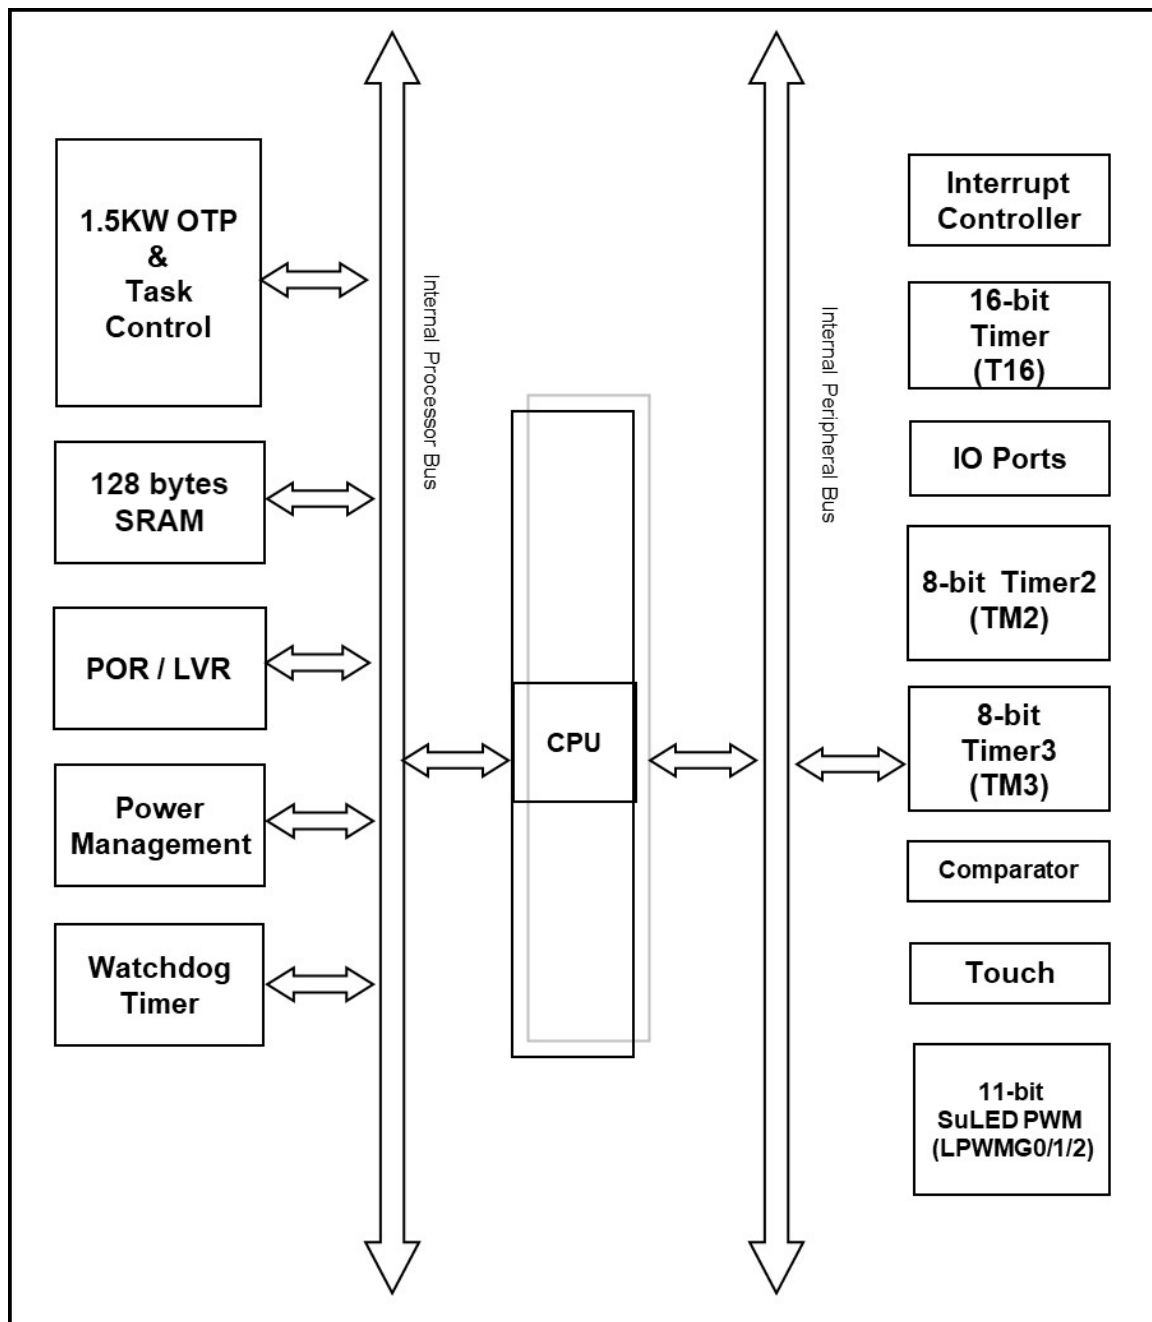 1.5KW OTP
&
Task
Control
128 bytes
SRAM
POR / LVR
Power
Management
Watchdog
Timer
Internal Processor Bus
CPU
Internal Peripheral Bus
Interrupt
Controller
16-bit
Timer
(T16)
IO Ports
8-bit Timer2
(TM2)
8-bit
Timer3
(TM3)
Comparator
Touch
11-bit
SuLED PWM
(LPWMG0/1/2)